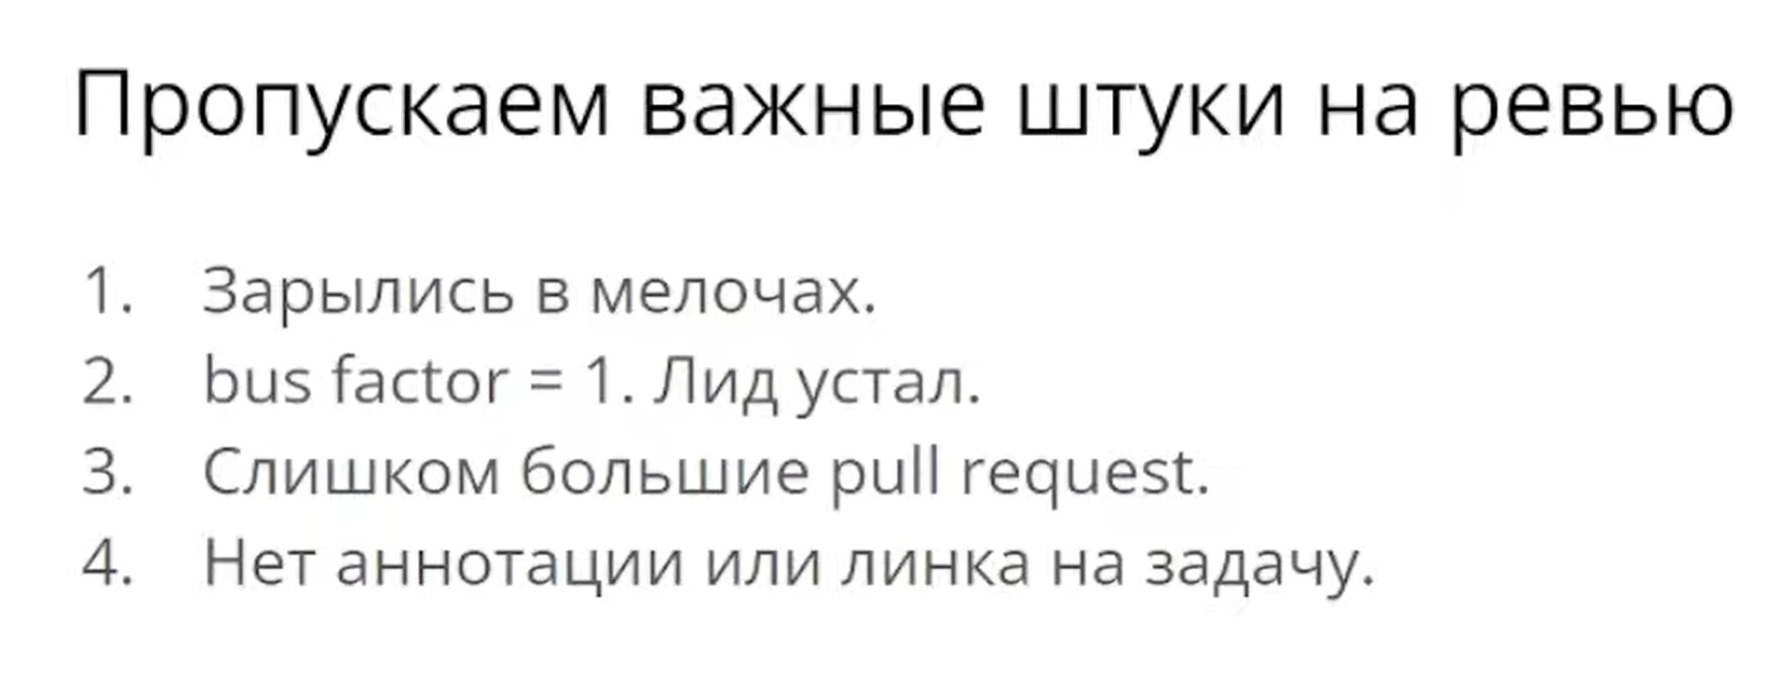 Пропускаем важные штуки на ревью
1. Зарылись в мелочах.
2. bus factor = 1. Лид устал.
3. Слишком большие pull request.
4. Нет аннотации или линка на задачу.